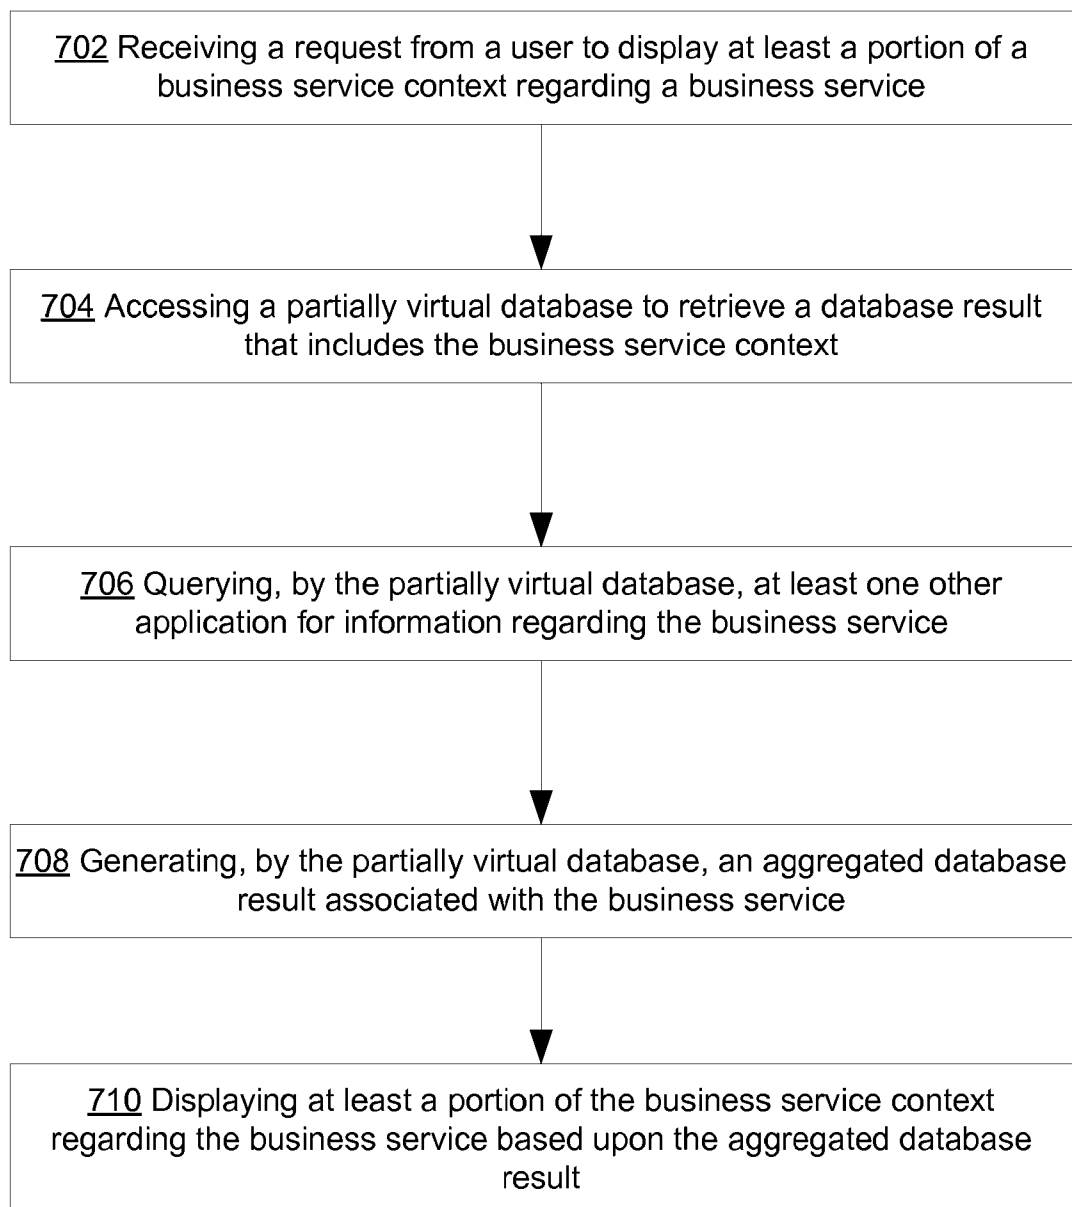 702 Receiving a request from a user to display at least a portion of a
business service context regarding a business service
704 Accessing a partially virtual database to retrieve a database result
that includes the business service context
706 Querying, by the partially virtual database, at least one other
application for information regarding the business service
708 Generating, by the partially virtual database, an aggregated database
result associated with the business service
710 Displaying at least a portion of the business service context
regarding the business service based upon the aggregated database
result